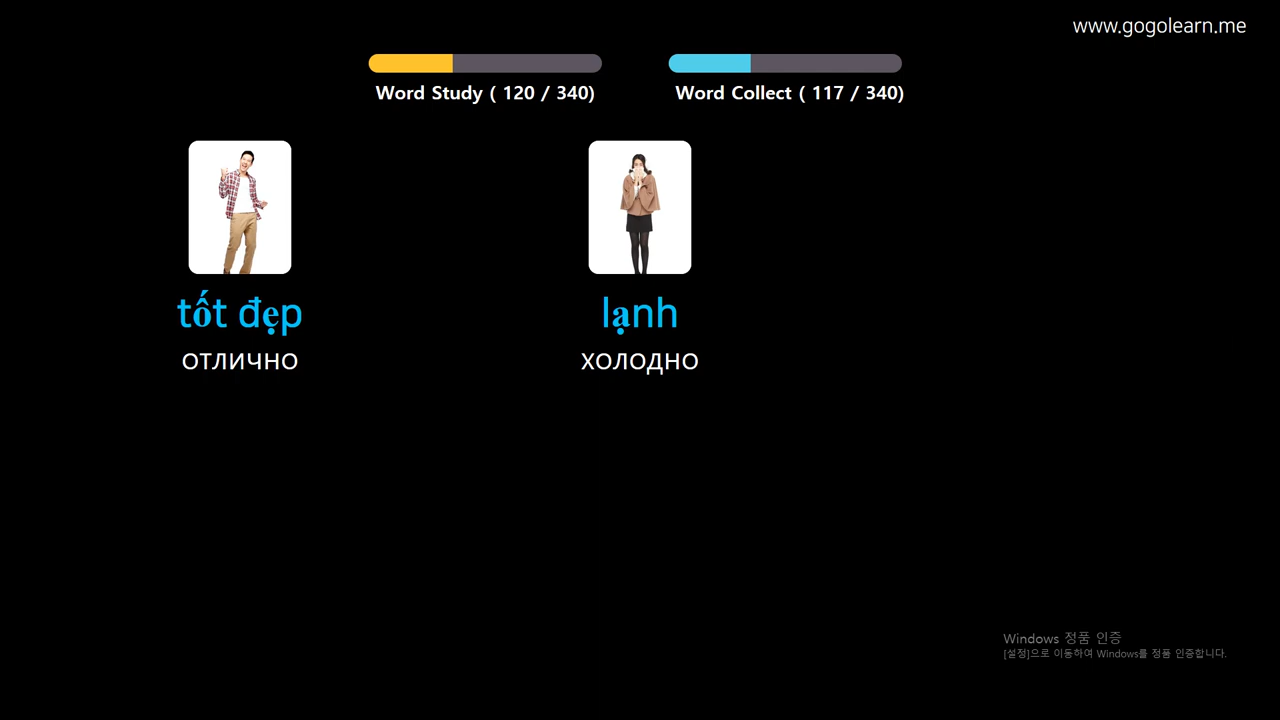 www.gogolearn.me
Word Study ( 120 / 340)
Word Collect ( 117 / 340)
tốt đẹp
отлично
lạnh
холодно
Windows 정품 인증
[설정]으로 이동하여 Windows를 정품 인증합니다.